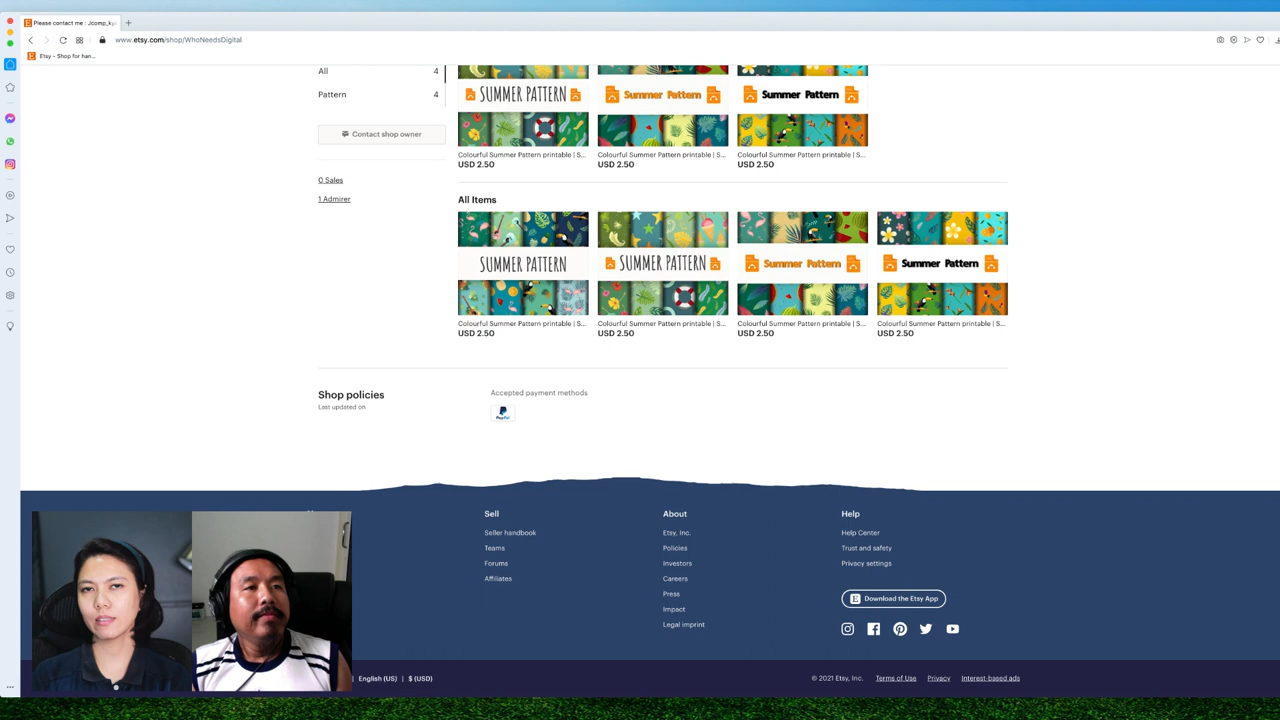 Please contact me : Jcomp_ky
www.etsy.com/shop/WhoNeedsDigital
Etsy - Shop for han...
All 4
Pattern 4
Contact shop owner
0 Sales
1 Admirer
SUMMER PATTERN
Summer Pattern
Summer Pattern
Colourful Summer Pattern printable | S...
Colourful Summer Pattern printable | S...
Colourful Summer Pattern printable | S...
USD 2.50
USD 2.50
USD 2.50
All Items
SUMMER PATTERN
SUMMER PATTERN
Summer Pattern
Summer Pattern
Colourful Summer Pattern printable | S...
Colourful Summer Pattern printable | S...
Colourful Summer Pattern printable | S...
Colourful Summer Pattern printable | S...
USD 2.50
USD 2.50
USD 2.50
USD 2.50
Shop policies
Last updated on
Accepted payment methods
PayPal
Sell
Seller handbook
Teams
Forums
Affiliates
About
Etsy, Inc.
Policies
Investors
Careers
Press
Impact
Legal imprint
Help
Help Center
Trust and safety
Privacy settings
E Download the Etsy App
| English (US) | $ (USD)
© 2021 Etsy, Inc.
Terms of Use
Privacy
Interest-based ads